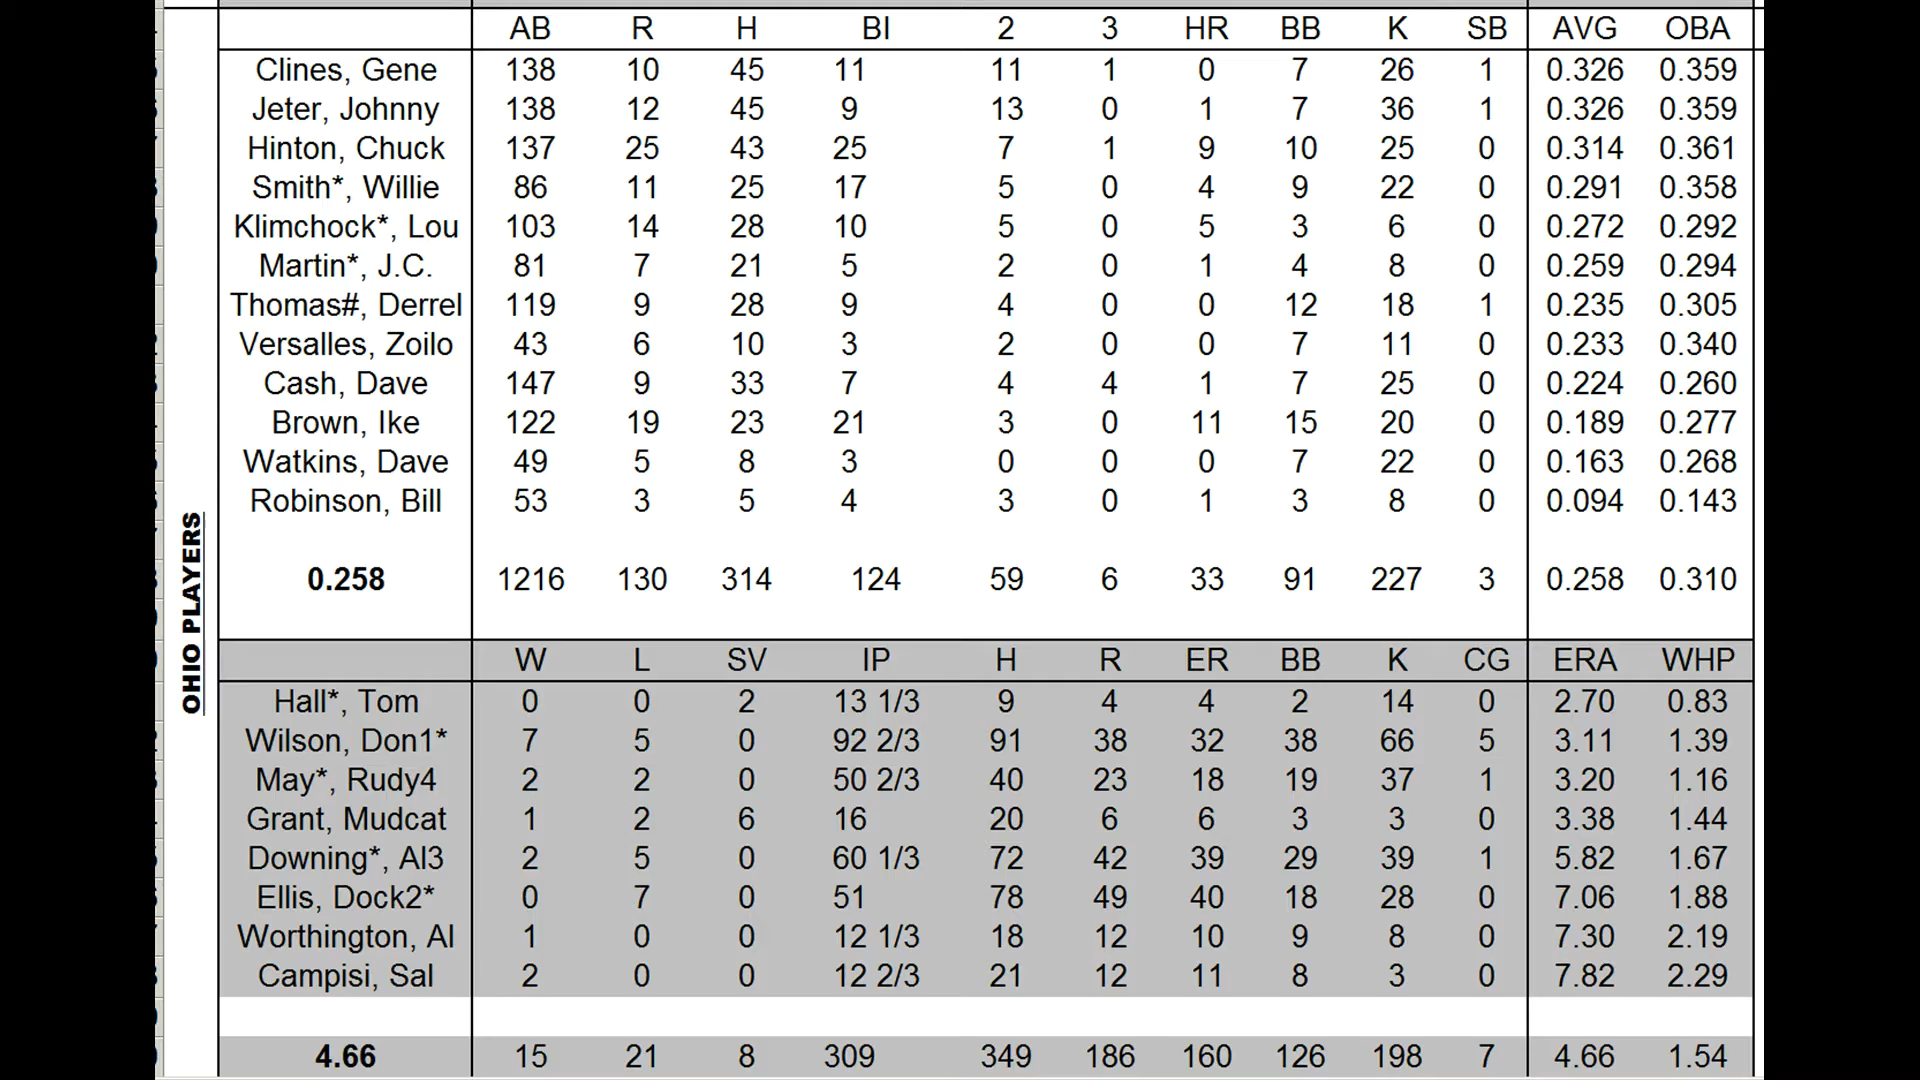 AB R H BI 2 3 HR BB K SB AVG OBA
Clines, Gene 138 10 45 11 11 1 0 7 26 1 0.326 0.359
Jeter, Johnny 138 12 45 9 13 0 1 7 36 1 0.326 0.359
Hinton, Chuck 137 25 43 25 7 1 9 10 25 0 0.314 0.361
Smith*, Willie 86 11 25 17 5 0 4 9 22 0 0.291 0.358
Klimchock*, Lou 103 14 28 10 5 0 5 3 6 0 0.272 0.292
Martin*, J.C. 81 7 21 5 2 0 1 4 8 0 0.259 0.294
Thomas#, Derrel 119 9 28 9 4 0 0 12 18 1 0.235 0.305
Versalles, Zoilo 43 6 10 3 2 0 0 7 11 0 0.233 0.340
Cash, Dave 147 9 33 7 4 4 1 7 25 0 0.224 0.260
Brown, Ike 122 19 23 21 3 0 11 15 20 0 0.189 0.277
Watkins, Dave 49 5 8 3 0 0 0 7 22 0 0.163 0.268
Robinson, Bill 53 3 5 4 3 0 1 3 8 0 0.094 0.143
0.258 1216 130 314 124 59 6 33 91 227 3 0.258 0.310
OHIO PLAYERS
W L SV IP H R ER BB K CG ERA WHP
Hall*, Tom 0 0 2 13 1/3 9 4 4 2 14 0 2.70 0.83
Wilson, Don1* 7 5 0 92 2/3 91 38 32 38 66 5 3.11 1.39
May*, Rudy4 2 2 0 50 2/3 40 23 18 19 37 1 3.20 1.16
Grant, Mudcat 1 2 6 16 20 6 6 3 3 0 3.38 1.44
Downing*, Al3 2 5 0 60 1/3 72 42 39 29 39 1 5.82 1.67
Ellis, Dock2* 0 7 0 51 78 49 40 18 28 0 7.06 1.88
Worthington, Al 1 0 0 12 1/3 18 12 10 9 8 0 7.30 2.19
Campisi, Sal 2 0 0 12 2/3 21 12 11 8 3 0 7.82 2.29
4.66 15 21 8 309 349 186 160 126 198 7 4.66 1.54